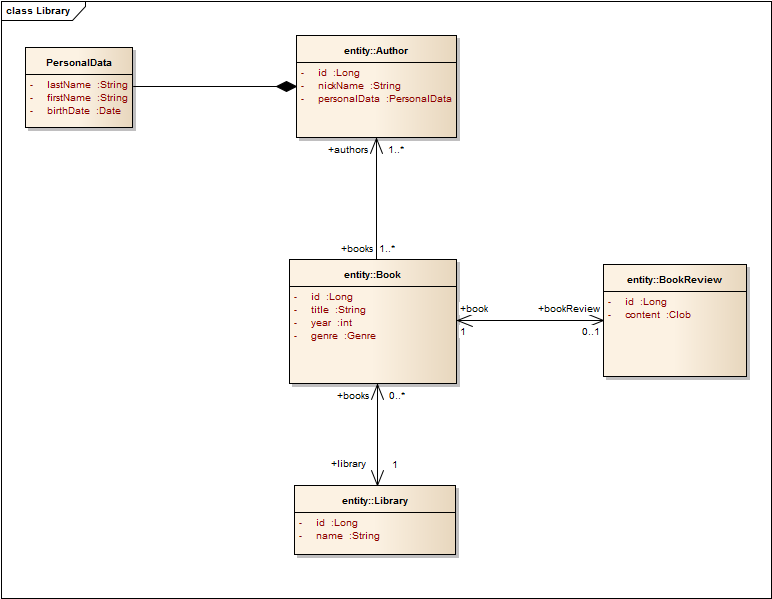 class Library
PersonalData
- lastName :String
- firstName :String
- birthDate :Date
entity::Author
- id :Long
- nickName :String
- personalData :PersonalData
+authors 1..*
+books 1..*
entity::Book
- id :Long
- title :String
- year :int
- genre :Genre
+book
1
+bookReview
0..1
entity::BookReview
- id :Long
- content :Clob
+books 0..*
+library 1
entity::Library
- id :Long
- name :String